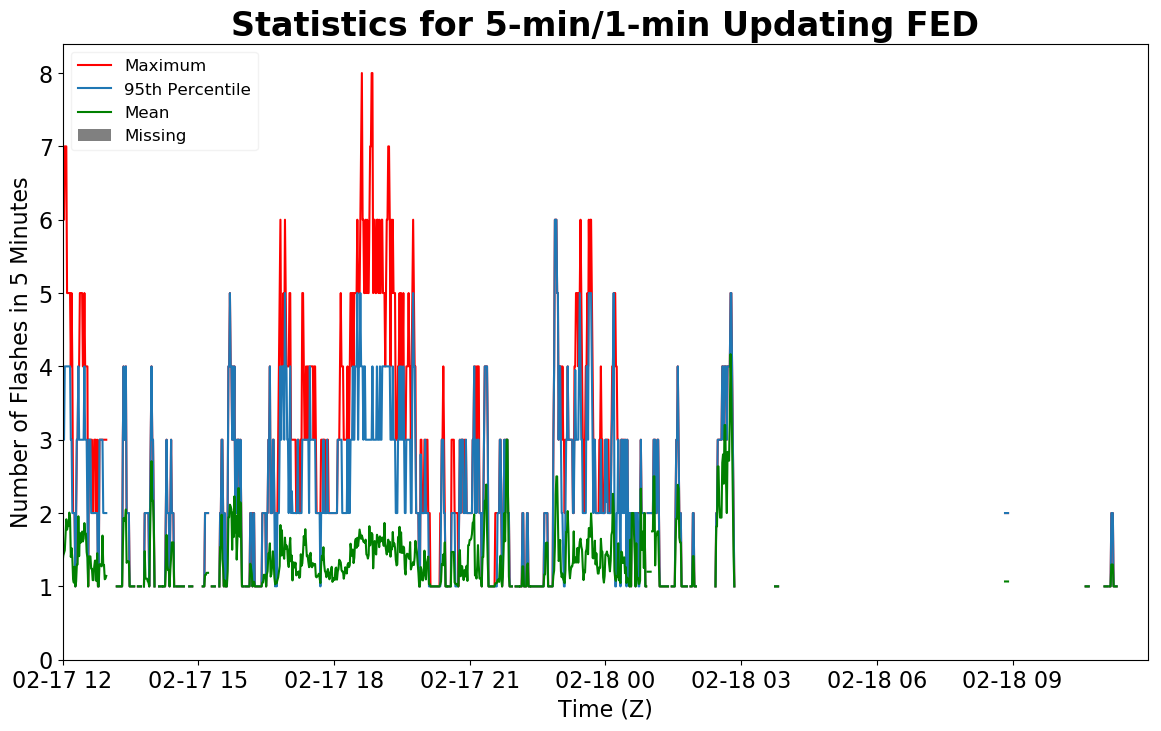 Statistics for 5-min/1-min Updating FED
Maximum
95th Percentile
Mean
Missing
Number of Flashes in 5 Minutes
8
7
6
5
4
3
2
1
0
02-17 12 02-17 15 02-17 18 02-17 21 02-18 00 02-18 03 02-18 06 02-18 09
Time (Z)